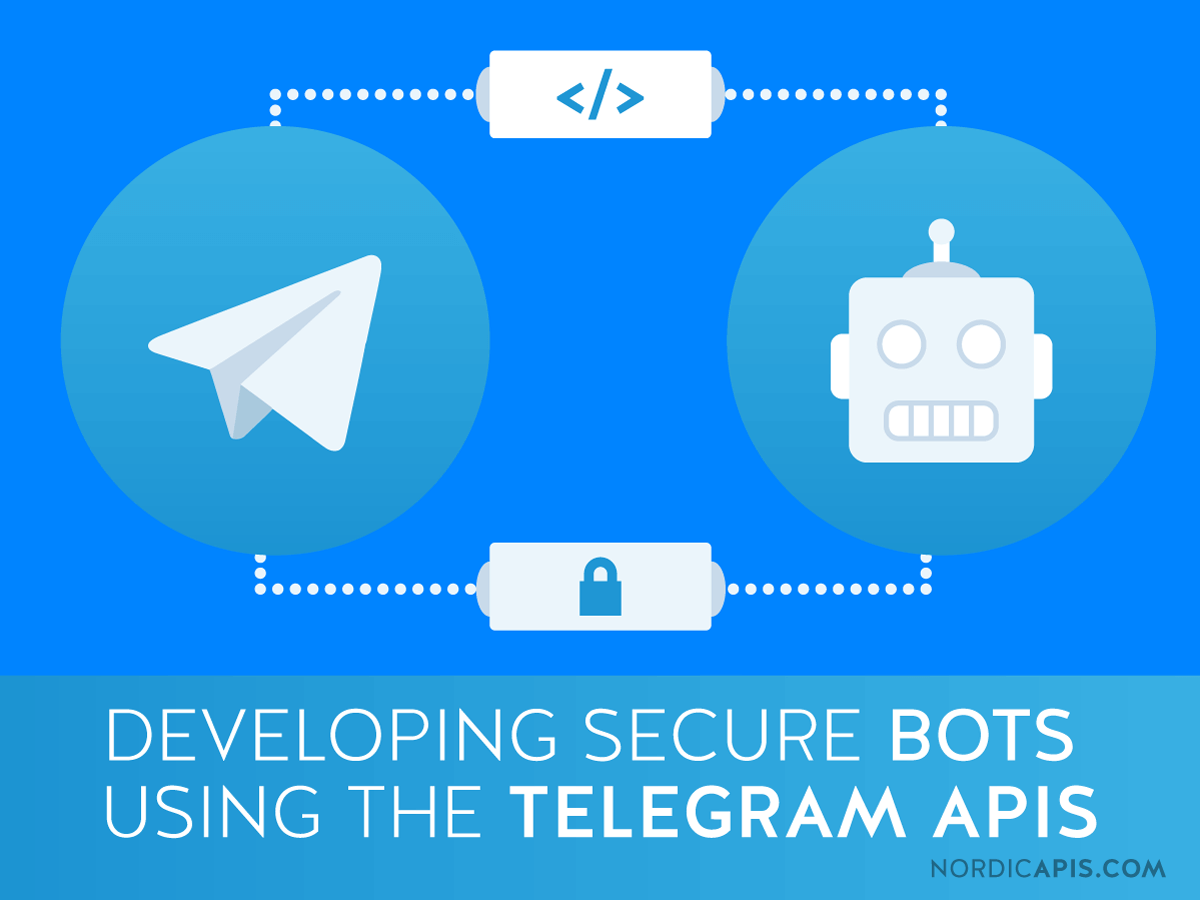 </>
DEVELOPING SECURE BOTS
USING THE TELEGRAM APIS
NORDICAPIS.COM